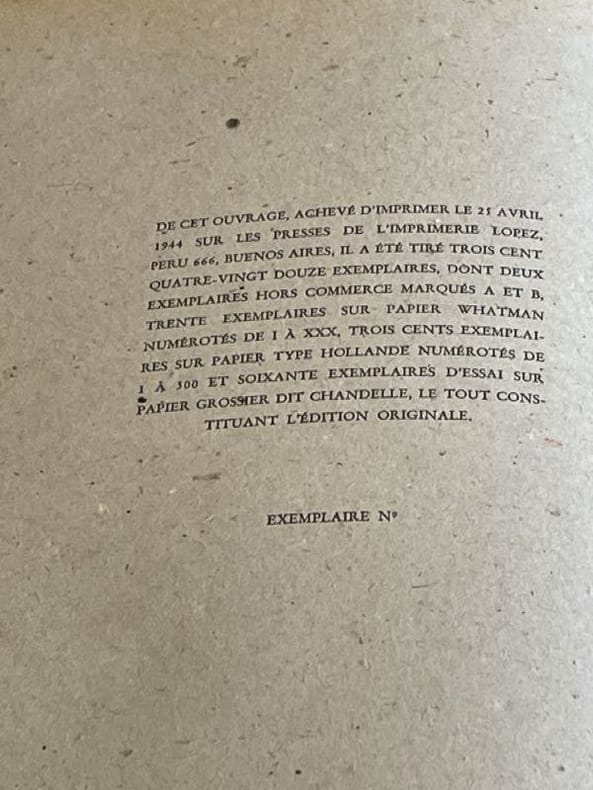 DE CET OUVRAGE, ACHEVÉ D'IMPRIMER LE 25 AVRIL
1944 SUR LES PRESSES DE L'IMPRIMERIE LOPEZ,
PERU 666, BUENOS AIRES, IL A ÉTÉ TIRÉ TROIS CENT
QUATRE-VINGT DOUZE EXEMPLAIRES, DONT DEUX
EXEMPLAIRES HORS COMMERCE MARQUÉS A ET B,
TRENTE EXEMPLAIRES SUR PAPIER WHATMAN
NUMÉROTÉS DE I À XXX, TROIS CENTS EXEMPLAI-
RES SUR PAPIER TYPE HOLLANDE NUMÉROTÉS DE
1 À 300 ET SOIXANTE EXEMPLAIRES D'ESSAI SUR
PAPIER GROSSIER DIT CHANDELLE, LE TOUT CONS-
TITUANT L'ÉDITION ORIGINALE.
EXEMPLAIRE Nº